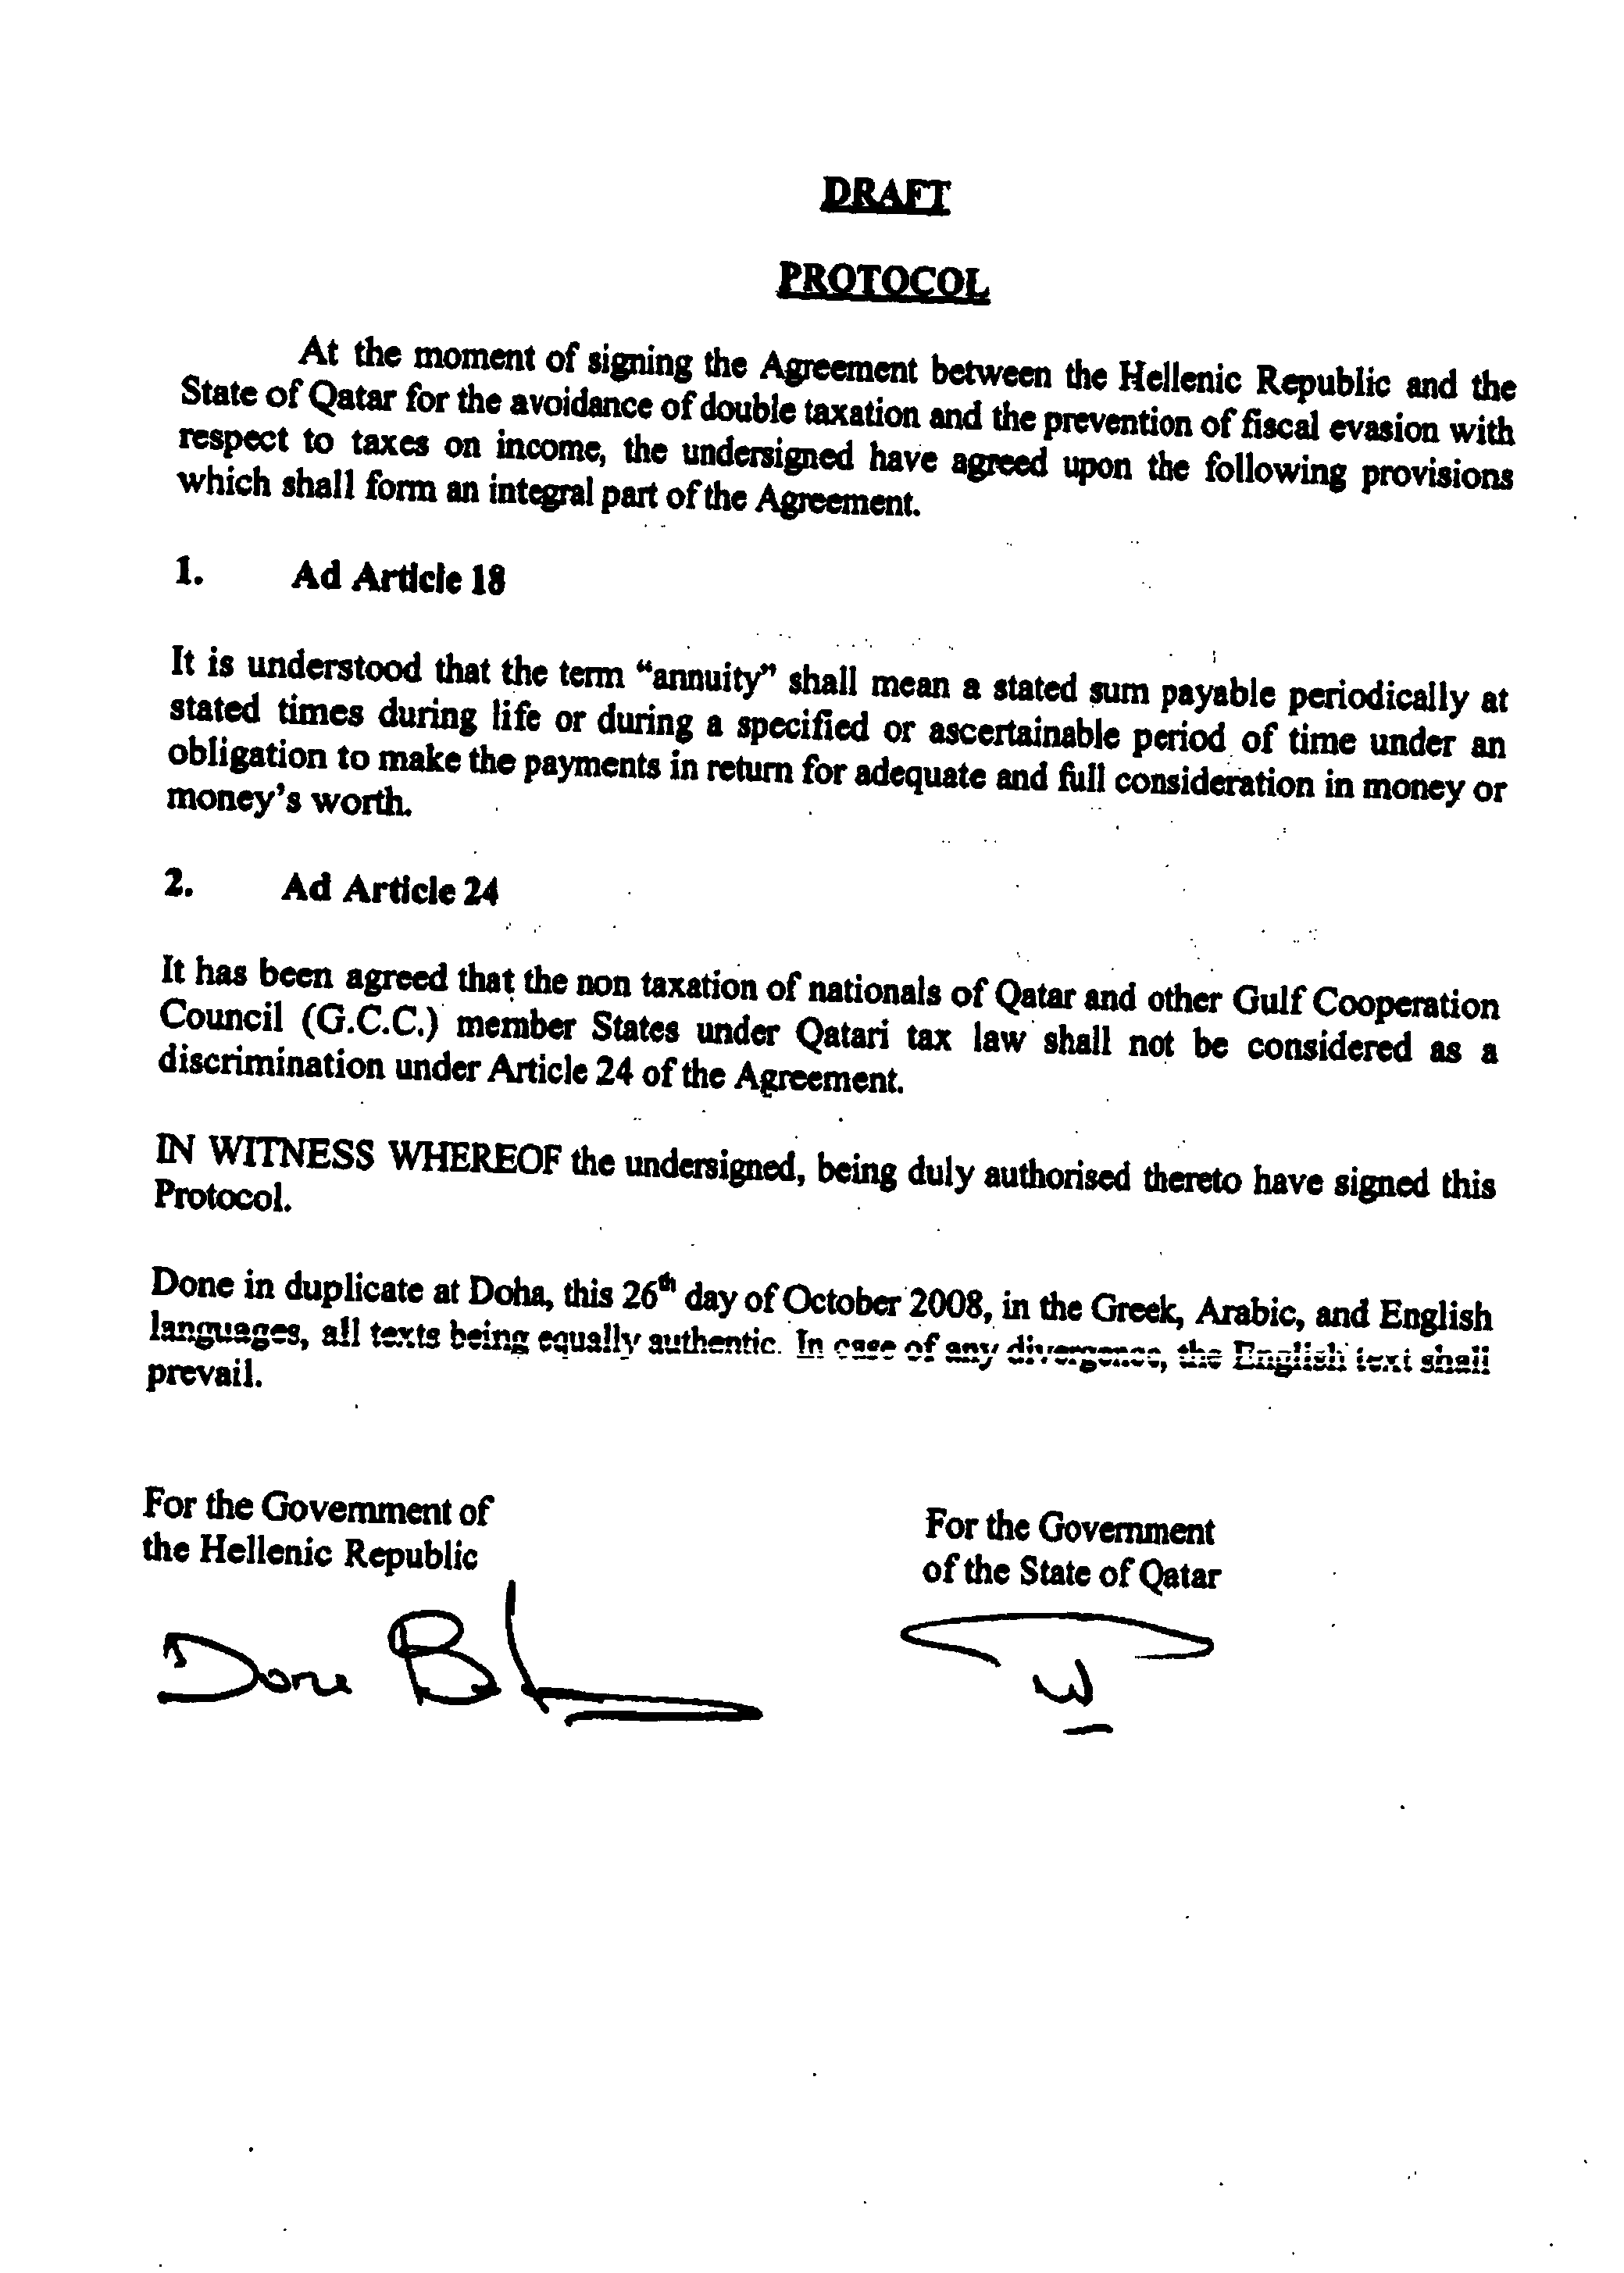 DRAFT
PROTOCOL
At the moment of signing the Agreement between the Hellenic Republic and the
State of Qatar for the avoidance of double taxation and the prevention of fiscal evasion with
respect to taxes on income, the undersigned have agreed upon the following provisions
which shall form an integral part of the Agreement.
1. Ad Article 18
It is understood that the term “annuity” shall mean a stated sum payable periodically at
stated times during life or during a specified or ascertainable period of time under an
obligation to make the payments in return for adequate and full consideration in money or
money’s worth.
2. Ad Article 24
It has been agreed that the non taxation of nationals of Qatar and other Gulf Cooperation
Council (G.C.C.) member States under Qatari tax law shall not be considered as a
discrimination under Article 24 of the Agreement.
IN WITNESS WHEREOF the undersigned, being duly authorised thereto have signed this
Protocol.
Done in duplicate at Doha, this 26th day of October 2008, in the Greek, Arabic, and English
languages, all texts being equally authentic. In case of any divergence, the English text shall
prevail.
For the Government of
the Hellenic Republic
For the Government
of the State of Qatar